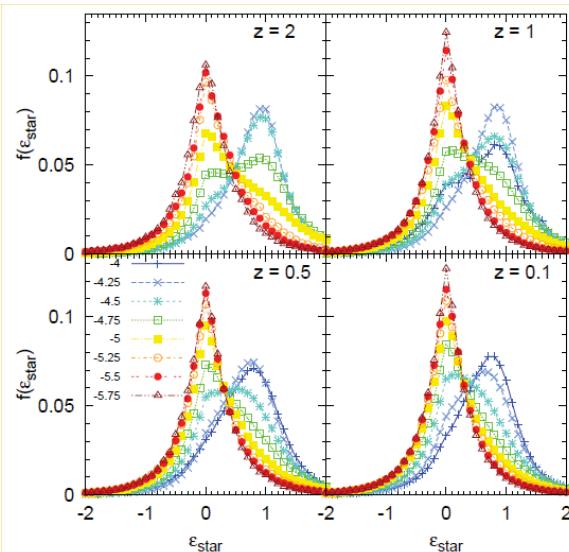 z = 2
z = 1
0.1
0.05
0
f(εstar)
z = 0.5
z = 0.1
-4
-4.25
-4.5
-4.75
-5
-5.25
-5.5
-5.75
0.1
0.05
0
f(εstar)
-2 -1 0 1 2
-2 -1 0 1 2
εstar
εstar